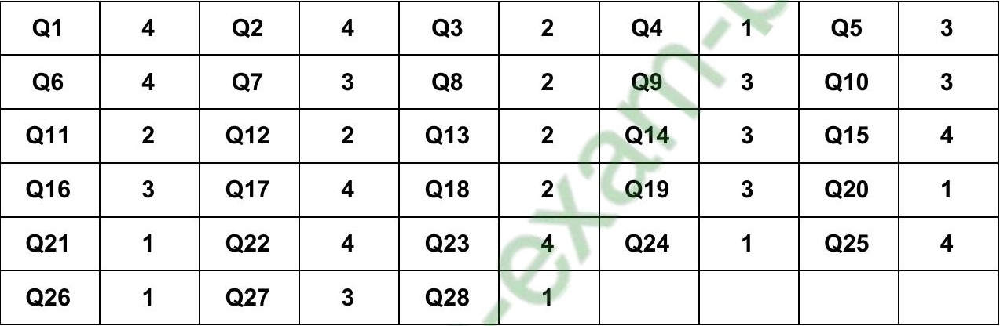 Q1 4 Q2 4 Q3 2 Q4 1 Q5 3
Q6 4 Q7 3 Q8 2 Q9 3 Q10 3
Q11 2 Q12 2 Q13 2 Q14 3 Q15 4
Q16 3 Q17 4 Q18 2 Q19 3 Q20 1
Q21 1 Q22 4 Q23 4 Q24 1 Q25 4
Q26 1 Q27 3 Q28 1
-exam-